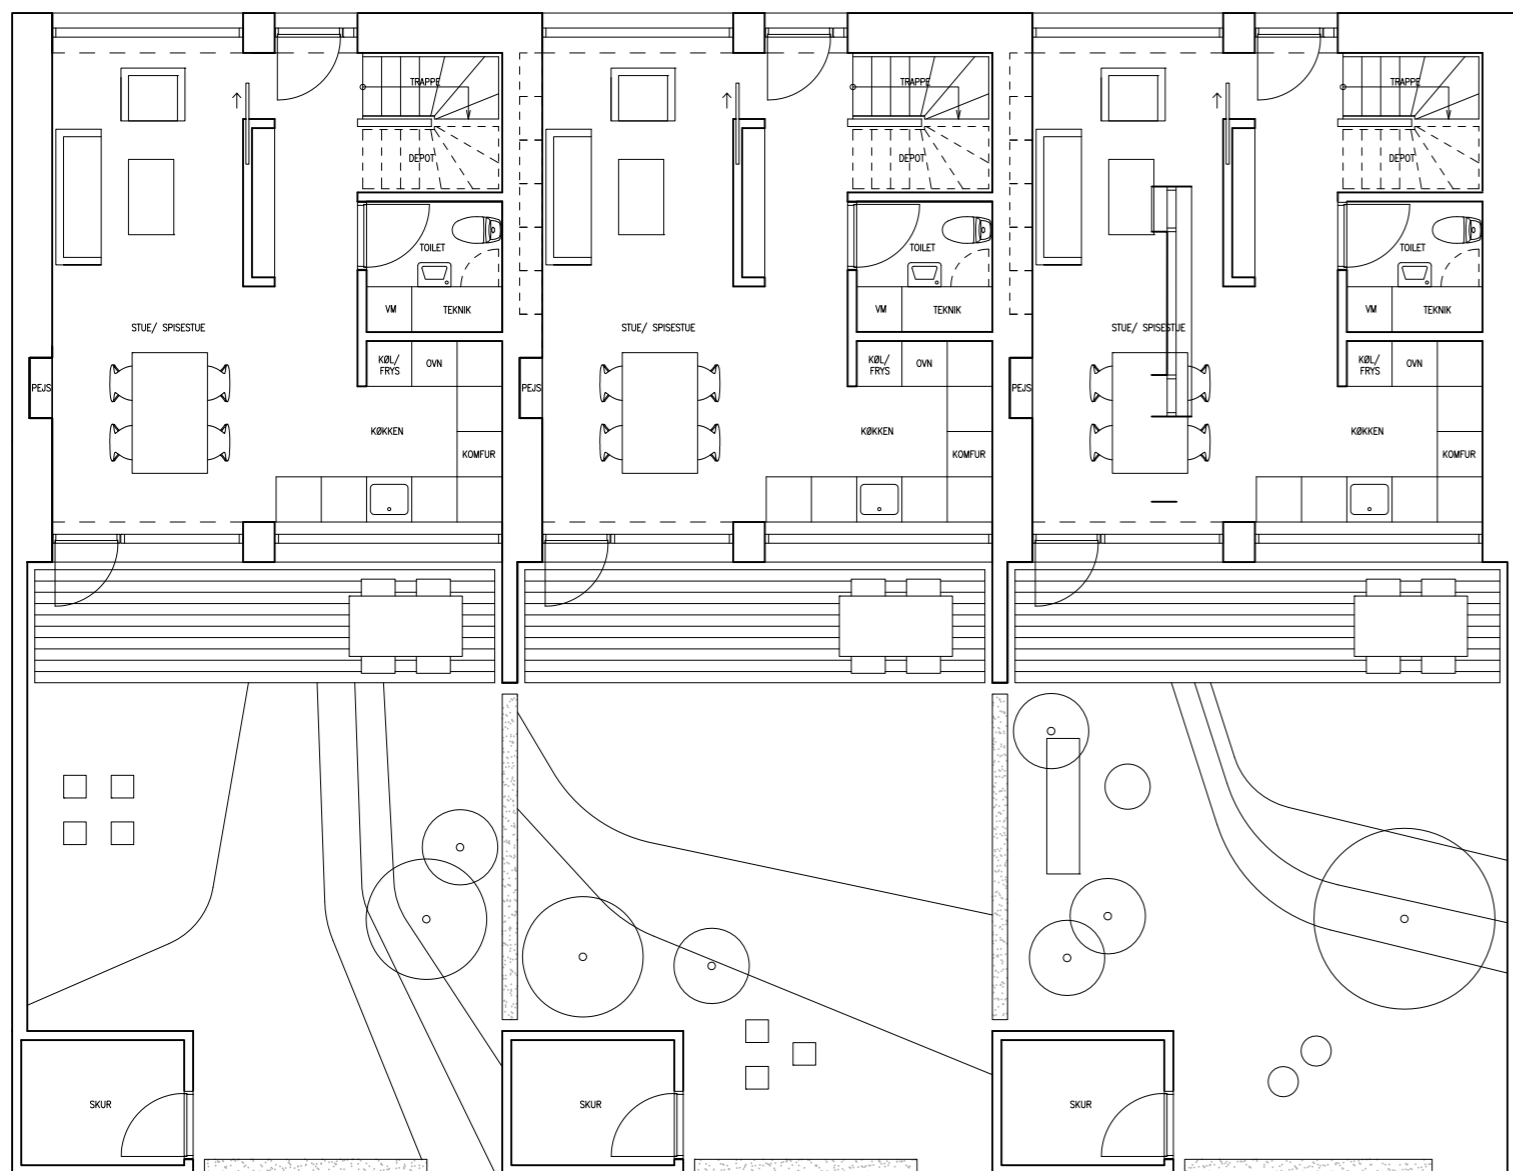 TRAPPE
TRAPPE
TRAPPE
DEPOT
DEPOT
DEPOT
TOILET
TOILET
TOILET
VM
TEKNIK
VM
TEKNIK
VM
TEKNIK
STUE/ SPISESTUE
STUE/ SPISESTUE
STUE/ SPISESTUE
KØL/
FRYS
OVN
KØL/
FRYS
OVN
KØL/
FRYS
OVN
PEJS
PEJS
PEJS
KØKKEN
KØKKEN
KØKKEN
KOMFUR
KOMFUR
KOMFUR
SKUR
SKUR
SKUR